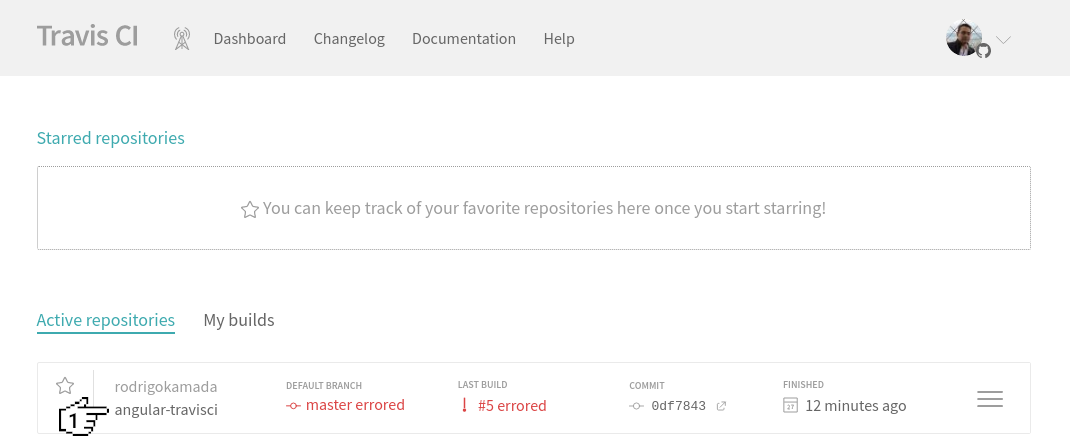 Travis CI
Dashboard Changelog Documentation Help
Starred repositories
You can keep track of your favorite repositories here once you start starring!
Active repositories My builds
rodrigokamada DEFAULT BRANCH LAST BUILD COMMIT FINISHED
angular-travisci master errored #5 errored 0df7843 27 12 minutes ago
1